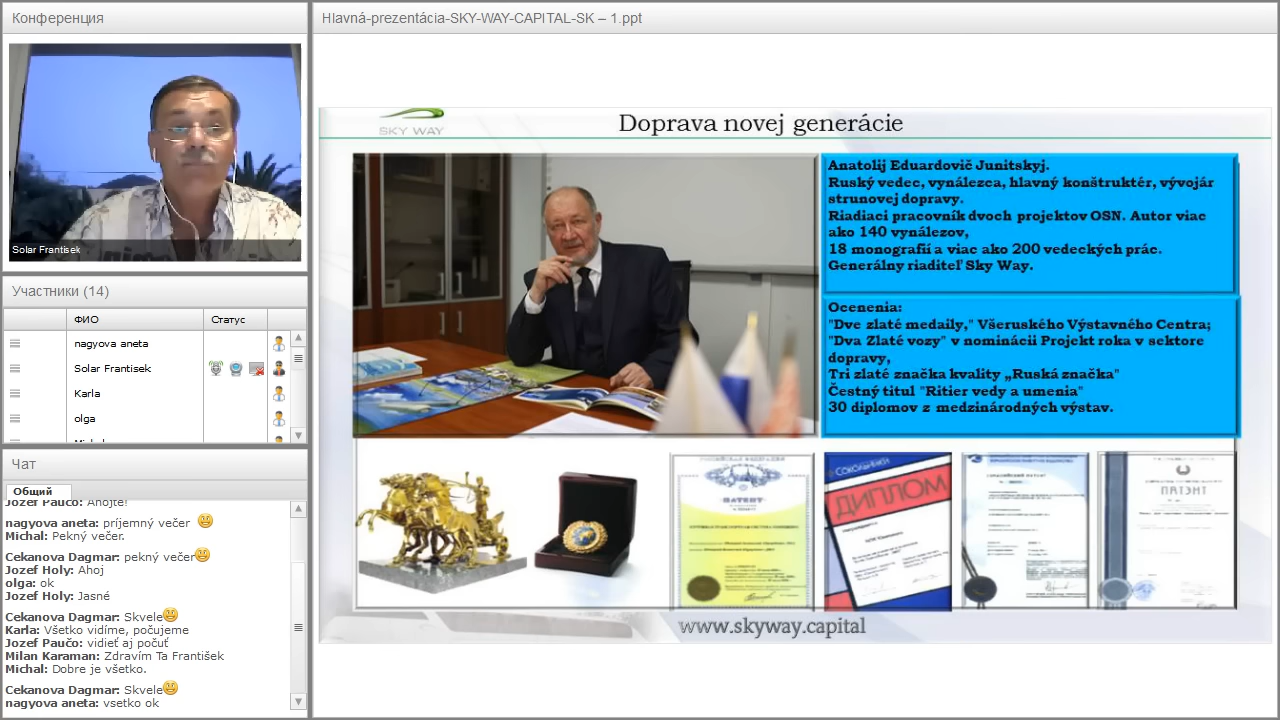 Конференция
Solar Frantisek
Участники (14)
ФИО
Статус
nagyova aneta
Solar Frantisek
Karla
olga
Чат
Общий
Jozef Paučo: Ahojte!
nagyova aneta: príjemný večer
Michal: Pekný večer.
Cekanova Dagmar: pekný večer
Jozef Holy: Ahoj
olga: ok
Jozef Holy: Jasné
Cekanova Dagmar: Skvele
Karla: Všetko vidíme, počujeme
Jozef Paučo: vidieť aj počuť
Milan Karaman: Zdravím Ta František
Michal: Dobre je všetko.
Cekanova Dagmar: Skvele
nagyova aneta: vsetko ok
Hlavná-prezentácia-SKY-WAY-CAPITAL-SK – 1.ppt
SKY WAY
Doprava novej generácie
Anatolij Eduardovič Junitskyj.
Ruský vedec, vynálezca, hlavný konštruktér, vývojár
strunovej dopravy.
Riadiaci pracovník dvoch projektov OSN. Autor viac
ako 140 vynálezov,
18 monografií a viac ako 200 vedeckých prác.
Generálny riaditeľ Sky Way.
Ocenenia:
"Dve zlaté medaily," Všeruského Výstavného Centra;
"Dva Zlaté vozy" v nominácii Projekt roka v sektore
dopravy,
Tri zlaté značka kvality „Ruská značka"
Čestný titul "Ritier vedy a umenia"
30 diplomov z medzinárodných výstav.
ПАТЕНТ
СОКОЛЬНИКИ
ДИПЛОМ
ПАТЭНТ
www.skyway.capital